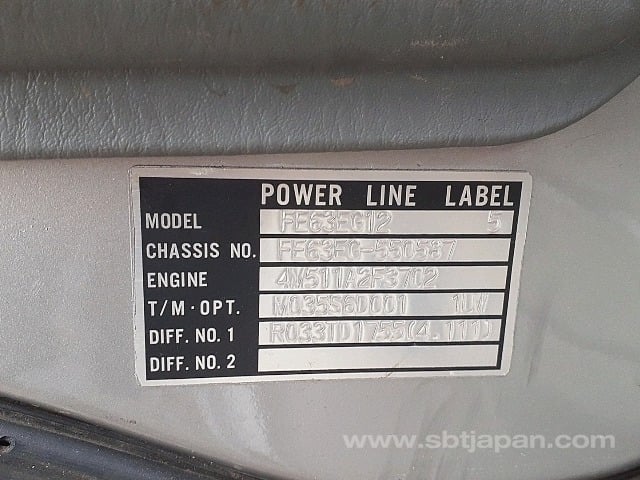 POWER LINE LABEL
MODEL FE63EG12 5
CHASSIS NO. FE63EG-550587
ENGINE 4M511A2F3702
T/M·OPT. M035S6D001 1UV
DIFF. NO. 1 R033TD1755(4.111)
DIFF. NO. 2
www.sbtjapan.com